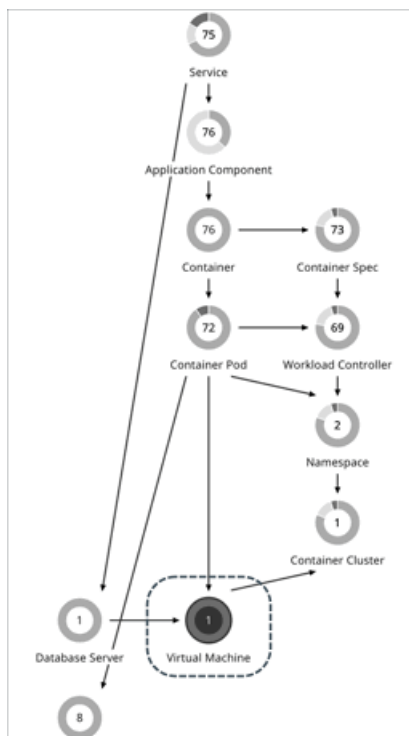 75
Service
76
Application Component
76
Container
73
Container Spec
72
Container Pod
69
Workload Controller
2
Namespace
1
Container Cluster
1
Database Server
1
Virtual Machine
8